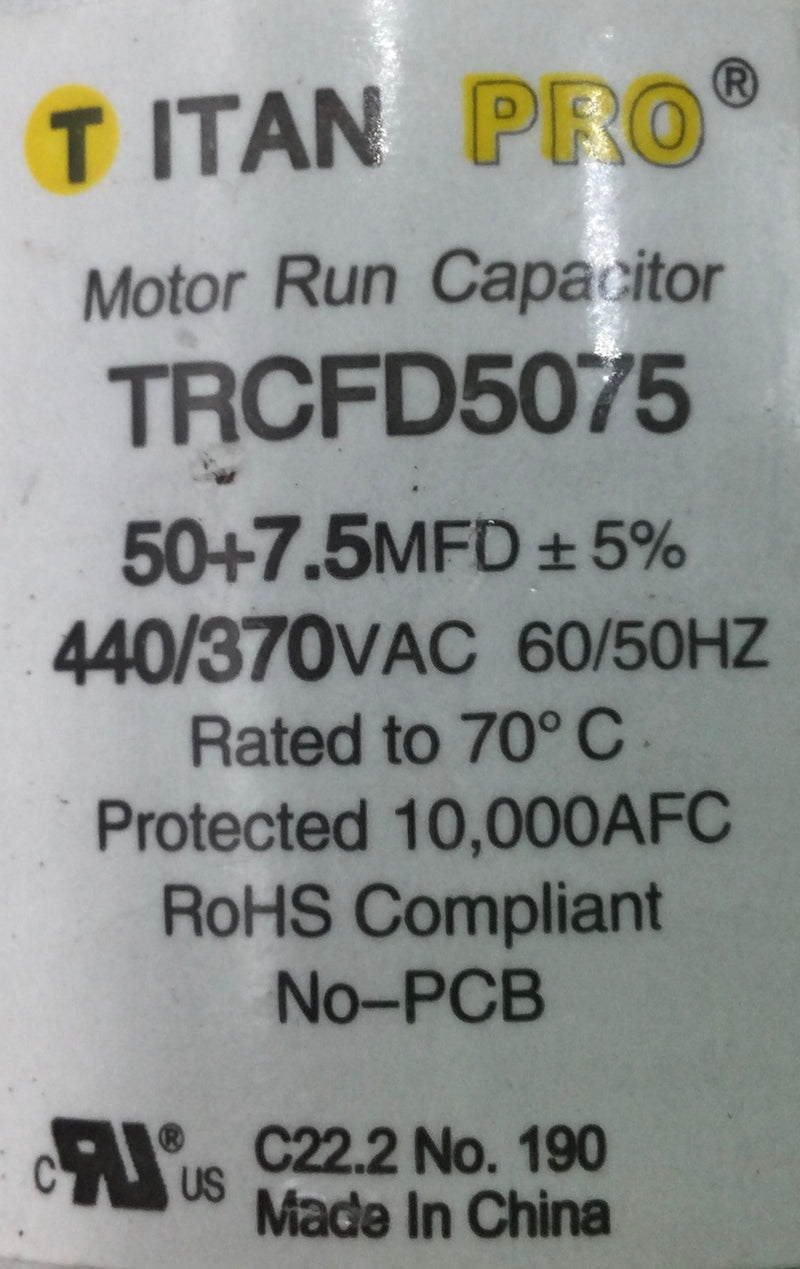 TITAN PRO®
Motor Run Capacitor
TRCFD5075
50+7.5MFD ± 5%
440/370VAC 60/50HZ
Rated to 70° C
Protected 10,000AFC
RoHS Compliant
No-PCB
C RU® US C22.2 No. 190
Made In China